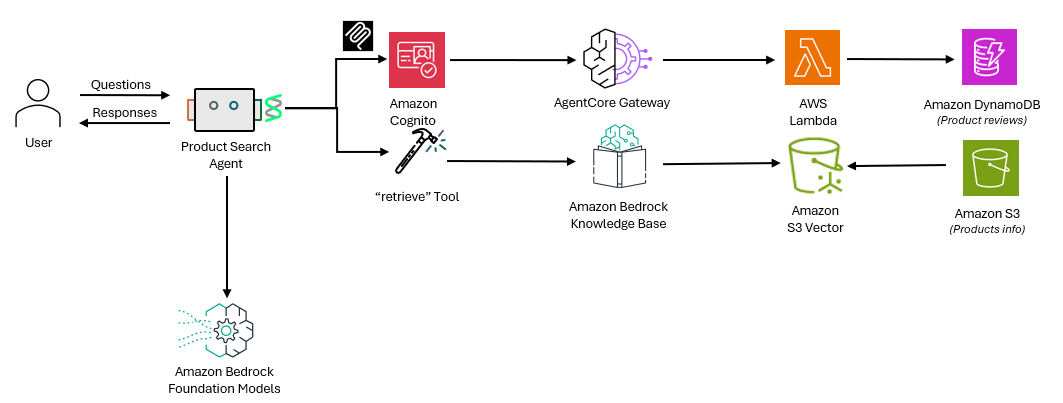 Questions
Responses
User
Product Search
Agent
Amazon
Cognito
AgentCore Gateway
AWS
Lambda
Amazon DynamoDB
(Product reviews)
“retrieve” Tool
Amazon Bedrock
Knowledge Base
Amazon
S3 Vector
Amazon S3
(Products info)
Amazon Bedrock
Foundation Models